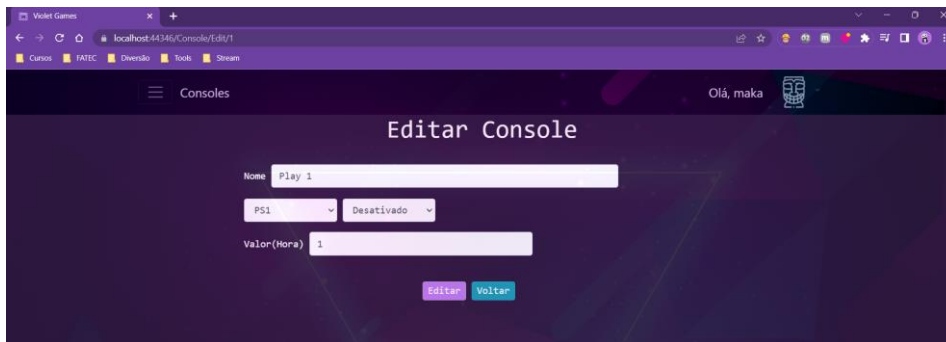 Violet Games
localhost:44346/Console/Edit/1
Cursos FATEC Diversão Tools Stream
Consoles Olá, maka
Editar Console
Nome Play 1
PS1 Desativado
Valor(Hora) 1
Editar Voltar